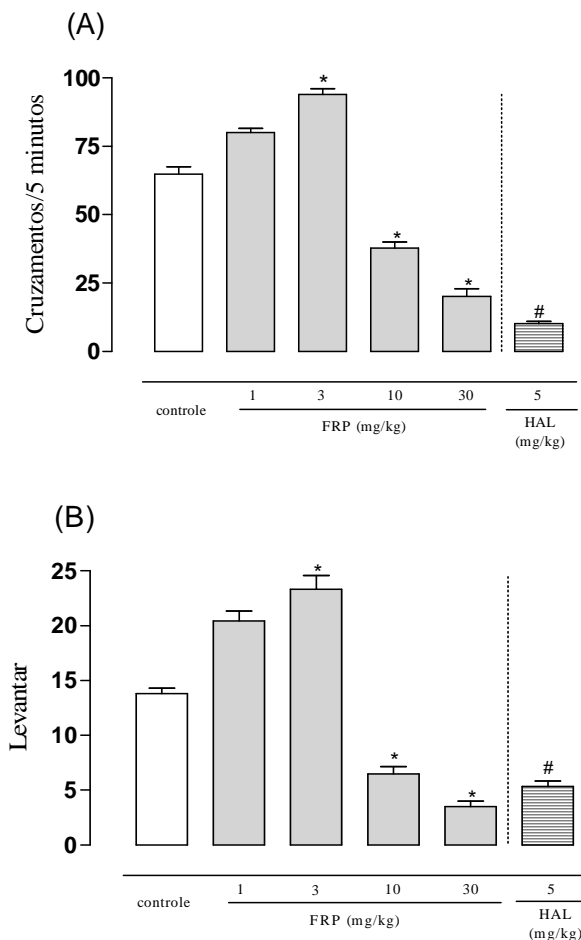 (A)
Cruzamentos/5 minutos
100
75
50
25
0
*
*
*
#
controle
1 3 10 30 5
FRP (mg/kg)
HAL
(mg/kg)
(B)
Levantar
25
20
15
10
5
0
*
*
*
#
controle
1 3 10 30 5
FRP (mg/kg)
HAL
(mg/kg)